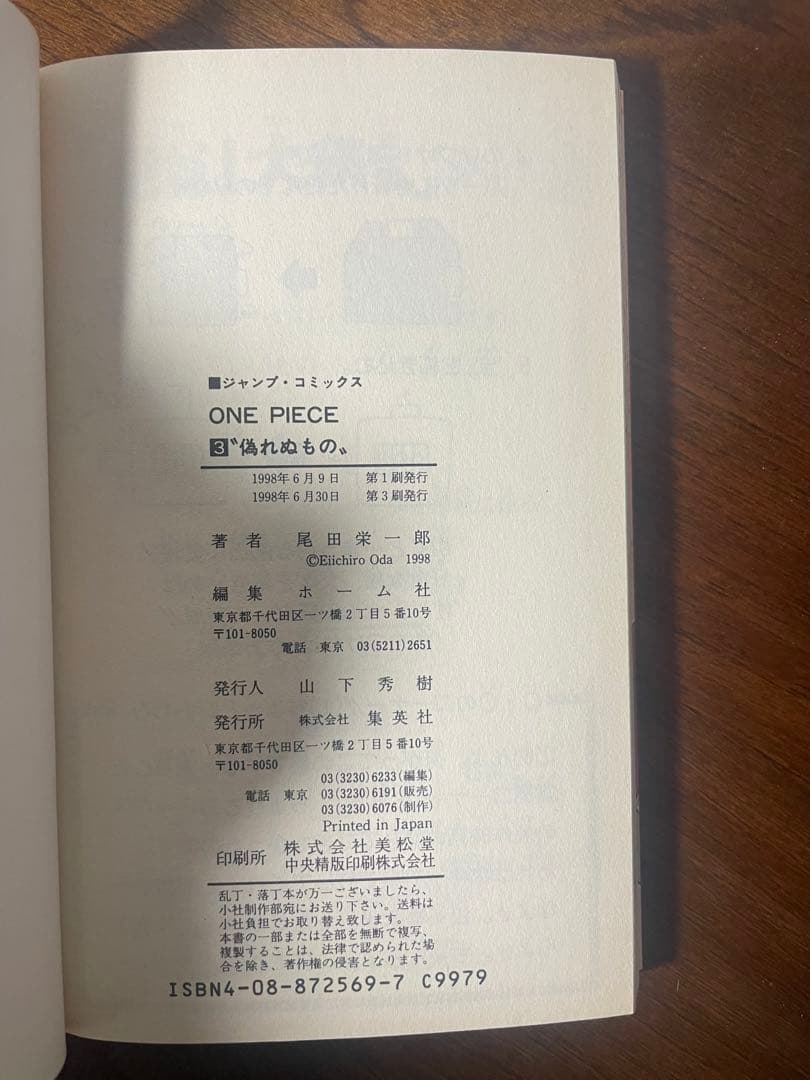 ■ジャンプ・コミックス
ONE PIECE
3〝偽れぬもの〟
1998年6月9日 第1刷発行
1998年6月30日 第3刷発行
著者 尾田栄一郎
©Eiichiro Oda 1998
編集 ホーム社
東京都千代田区一ツ橋2丁目5番10号
〒101-8050
電話 東京 03(5211)2651
発行人 山下秀樹
発行所 株式会社 集英社
東京都千代田区一ツ橋2丁目5番10号
〒101-8050
03(3230)6233(編集)
電話 東京 03(3230)6191(販売)
03(3230)6076(制作)
Printed in Japan
印刷所 株式会社美松堂
中央精版印刷株式会社
乱丁・落丁本が万一ございましたら、
小社制作部宛にお送り下さい。送料は
小社負担でお取り替え致します。
本書の一部または全部を無断で複写、
複製することは、法律で認められた場
合を除き、著作権の侵害となります。
ISBN4-08-872569-7 C9979